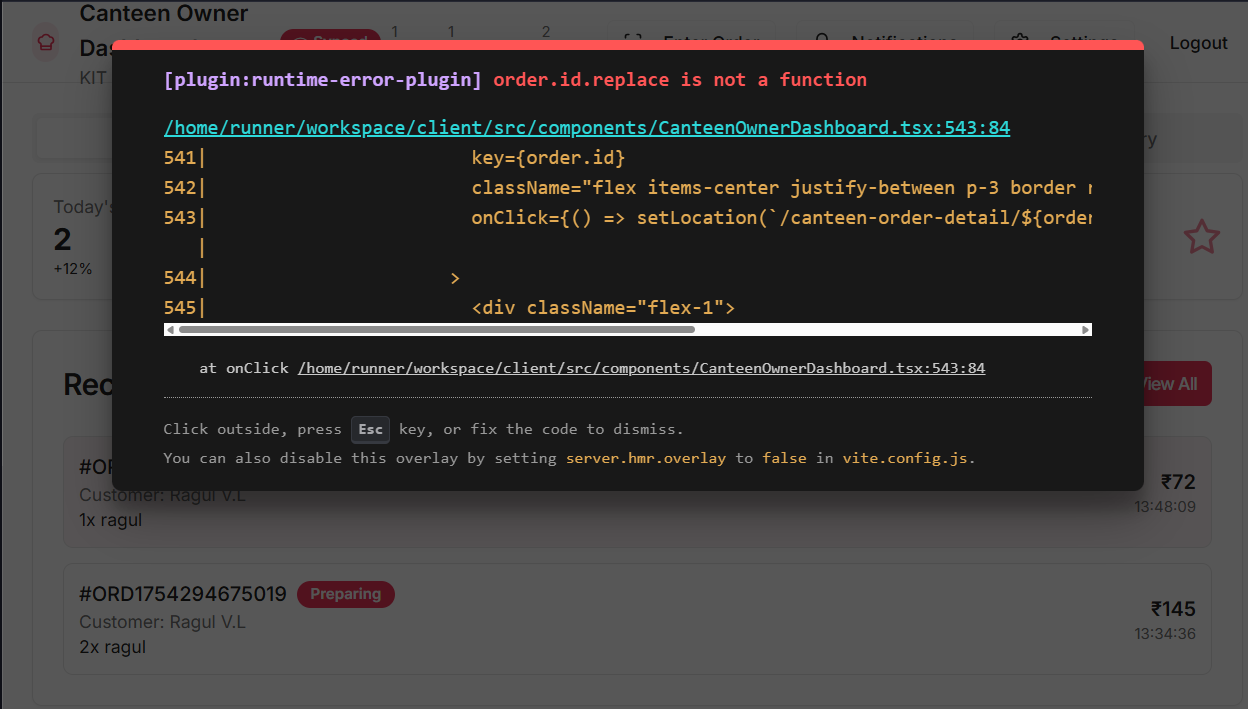 Canteen Owner
Das
KIT
Synced
1
1
2
Enter Order
Notifications
Settings
Logout
[plugin:runtime-error-plugin] order.id.replace is not a function
/home/runner/workspace/client/src/components/CanteenOwnerDashboard.tsx:543:84
541| key={order.id}
542| className="flex items-center justify-between p-3 border r
543| onClick={() => setLocation(`/canteen-order-detail/${order
|
544| >
545| <div className="flex-1">
at onClick /home/runner/workspace/client/src/components/CanteenOwnerDashboard.tsx:543:84
Click outside, press Esc key, or fix the code to dismiss.
You can also disable this overlay by setting server.hmr.overlay to false in vite.config.js.
ry
Today's
2
+12%
Rec
View All
#OR
Customer: Ragul V.L
1x ragul
₹72
13:48:09
#ORD1754294675019 Preparing
Customer: Ragul V.L
2x ragul
₹145
13:34:36